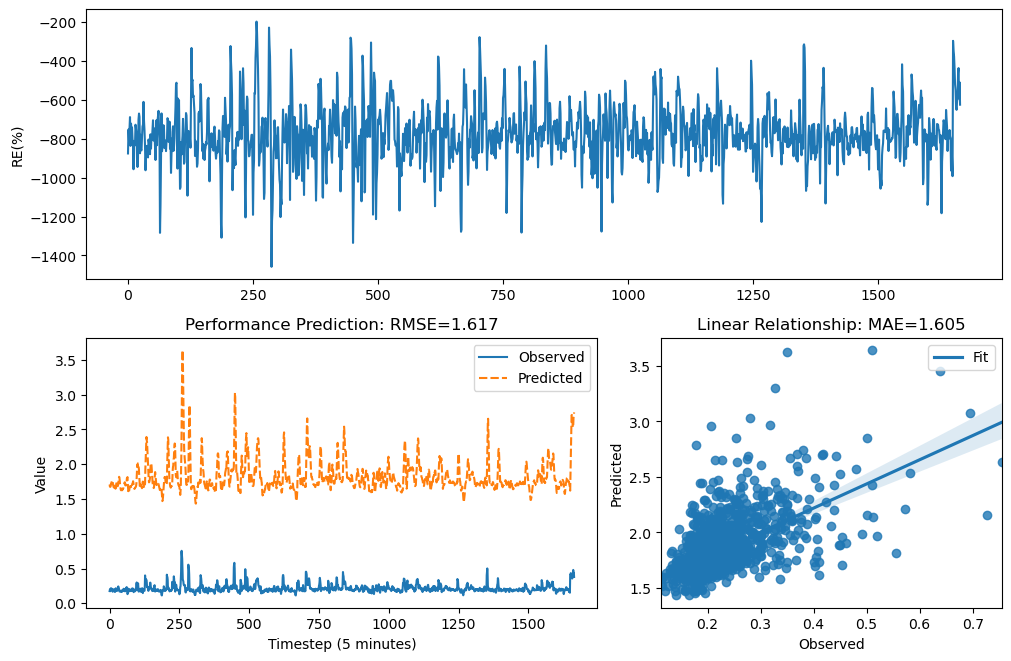 RE(%)
−200
−400
−600
−800
−1000
−1200
−1400
0 250 500 750 1000 1250 1500
Performance Prediction: RMSE=1.617
Value
3.5
3.0
2.5
2.0
1.5
1.0
0.5
0.0
Observed
Predicted
0 250 500 750 1000 1250 1500
Timestep (5 minutes)
Linear Relationship: MAE=1.605
Predicted
3.5
3.0
2.5
2.0
1.5
Fit
0.2 0.3 0.4 0.5 0.6 0.7
Observed